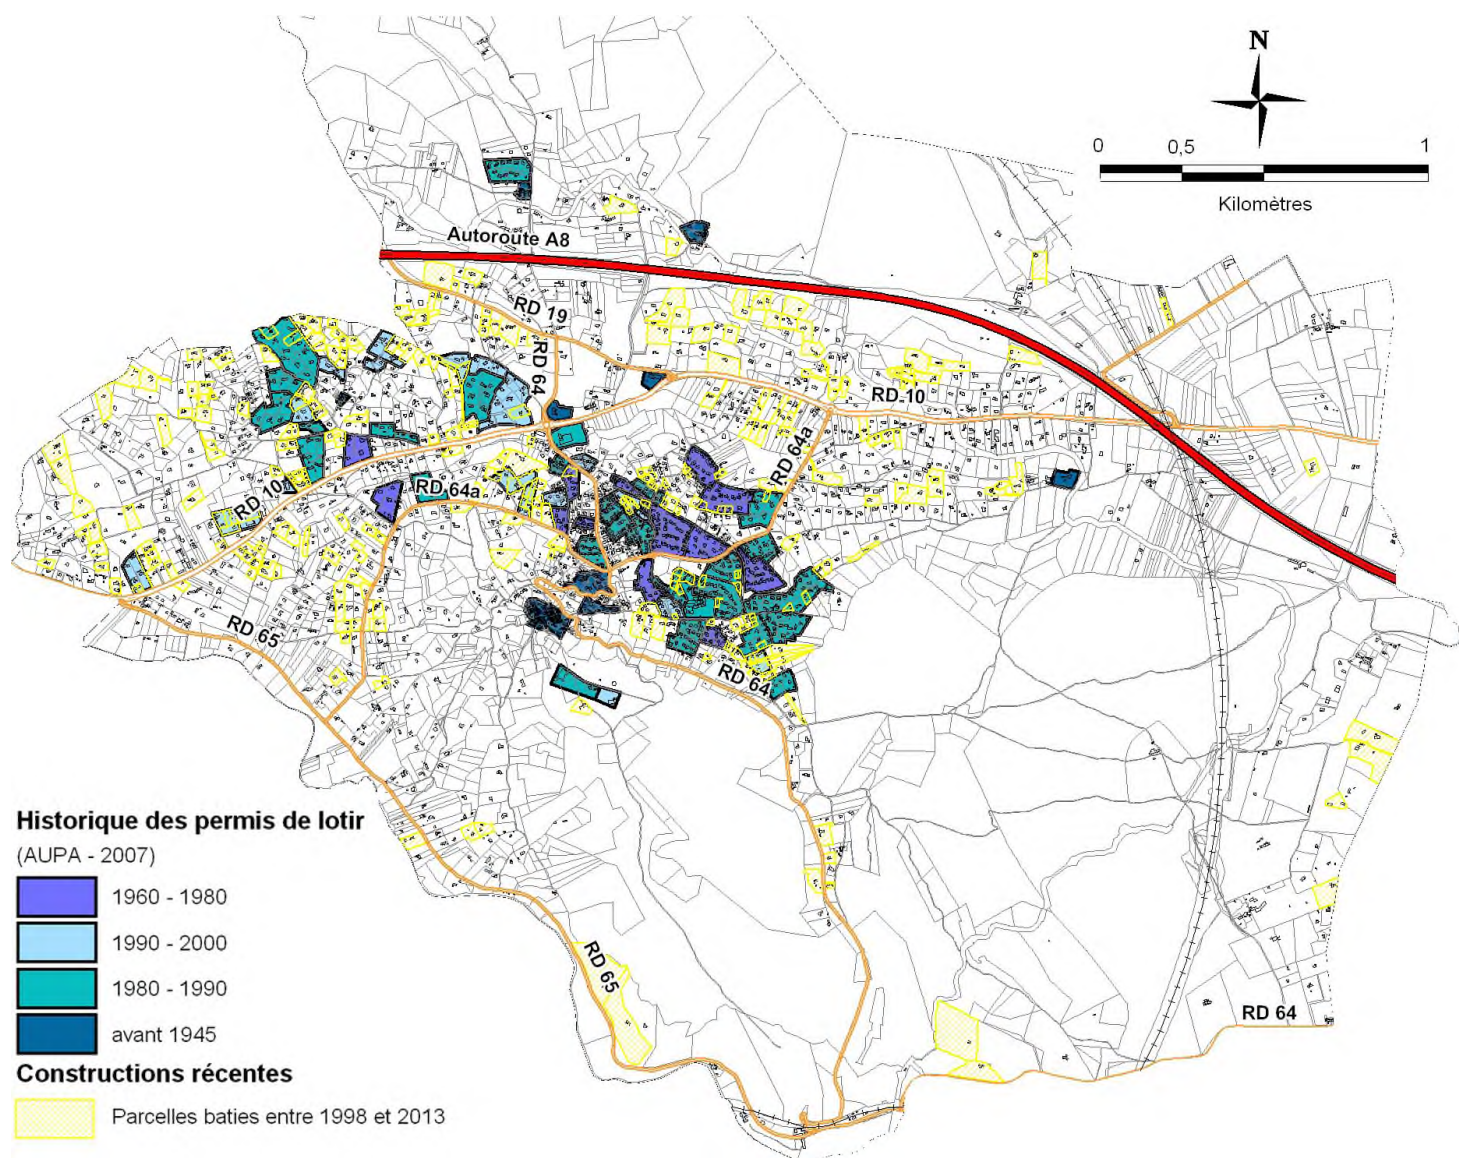 N
0 0,5 1
Kilomètres
Autoroute A8
RD 19
RD 64
RD 10
RD 64a
RD 64a
RD 10
RD 65
RD 64
RD 65
RD 64
Historique des permis de lotir
(AUPA - 2007)
1960 - 1980
1990 - 2000
1980 - 1990
avant 1945
Constructions récentes
Parcelles baties entre 1998 et 2013